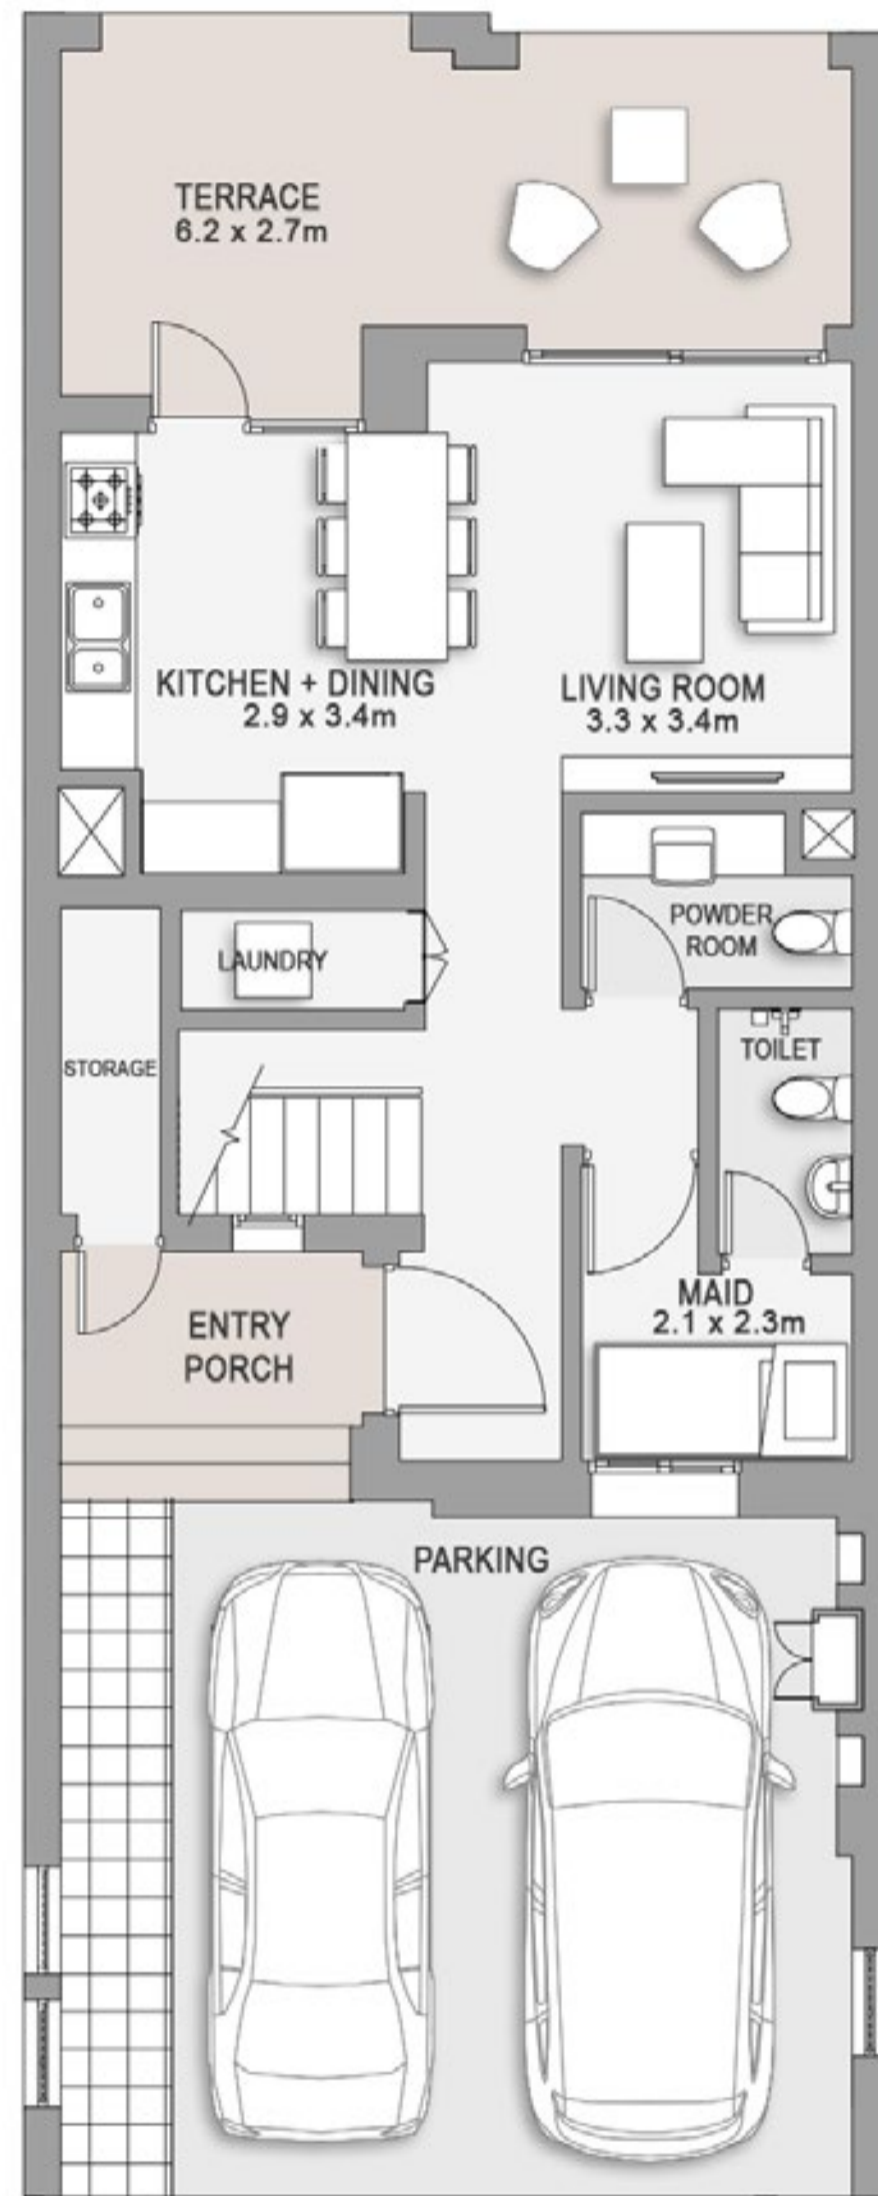 TERRACE
6.2 x 2.7m
KITCHEN + DINING
2.9 x 3.4m
LIVING ROOM
3.3 x 3.4m
POWDER
ROOM
LAUNDRY
TOILET
STORAGE
MAID
2.1 x 2.3m
ENTRY
PORCH
PARKING